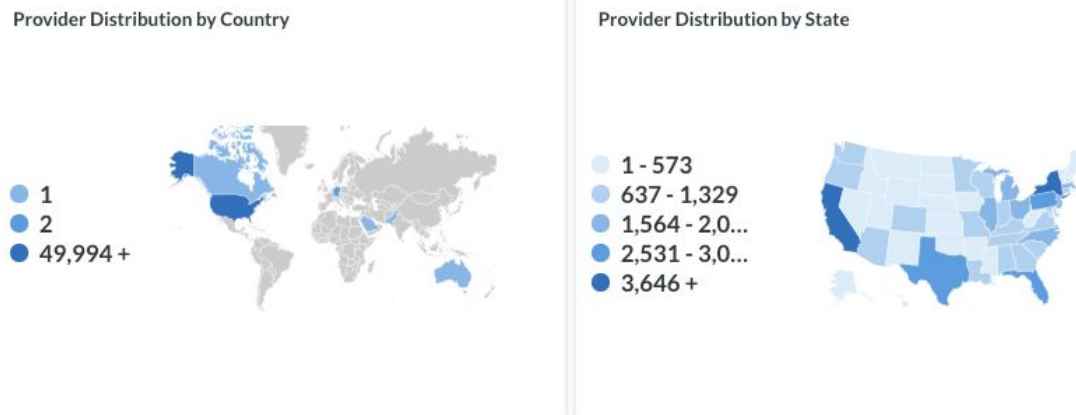 Provider Distribution by Country
1
2
49,994 +
Provider Distribution by State
1 - 573
637 - 1,329
1,564 - 2,0...
2,531 - 3,0...
3,646 +